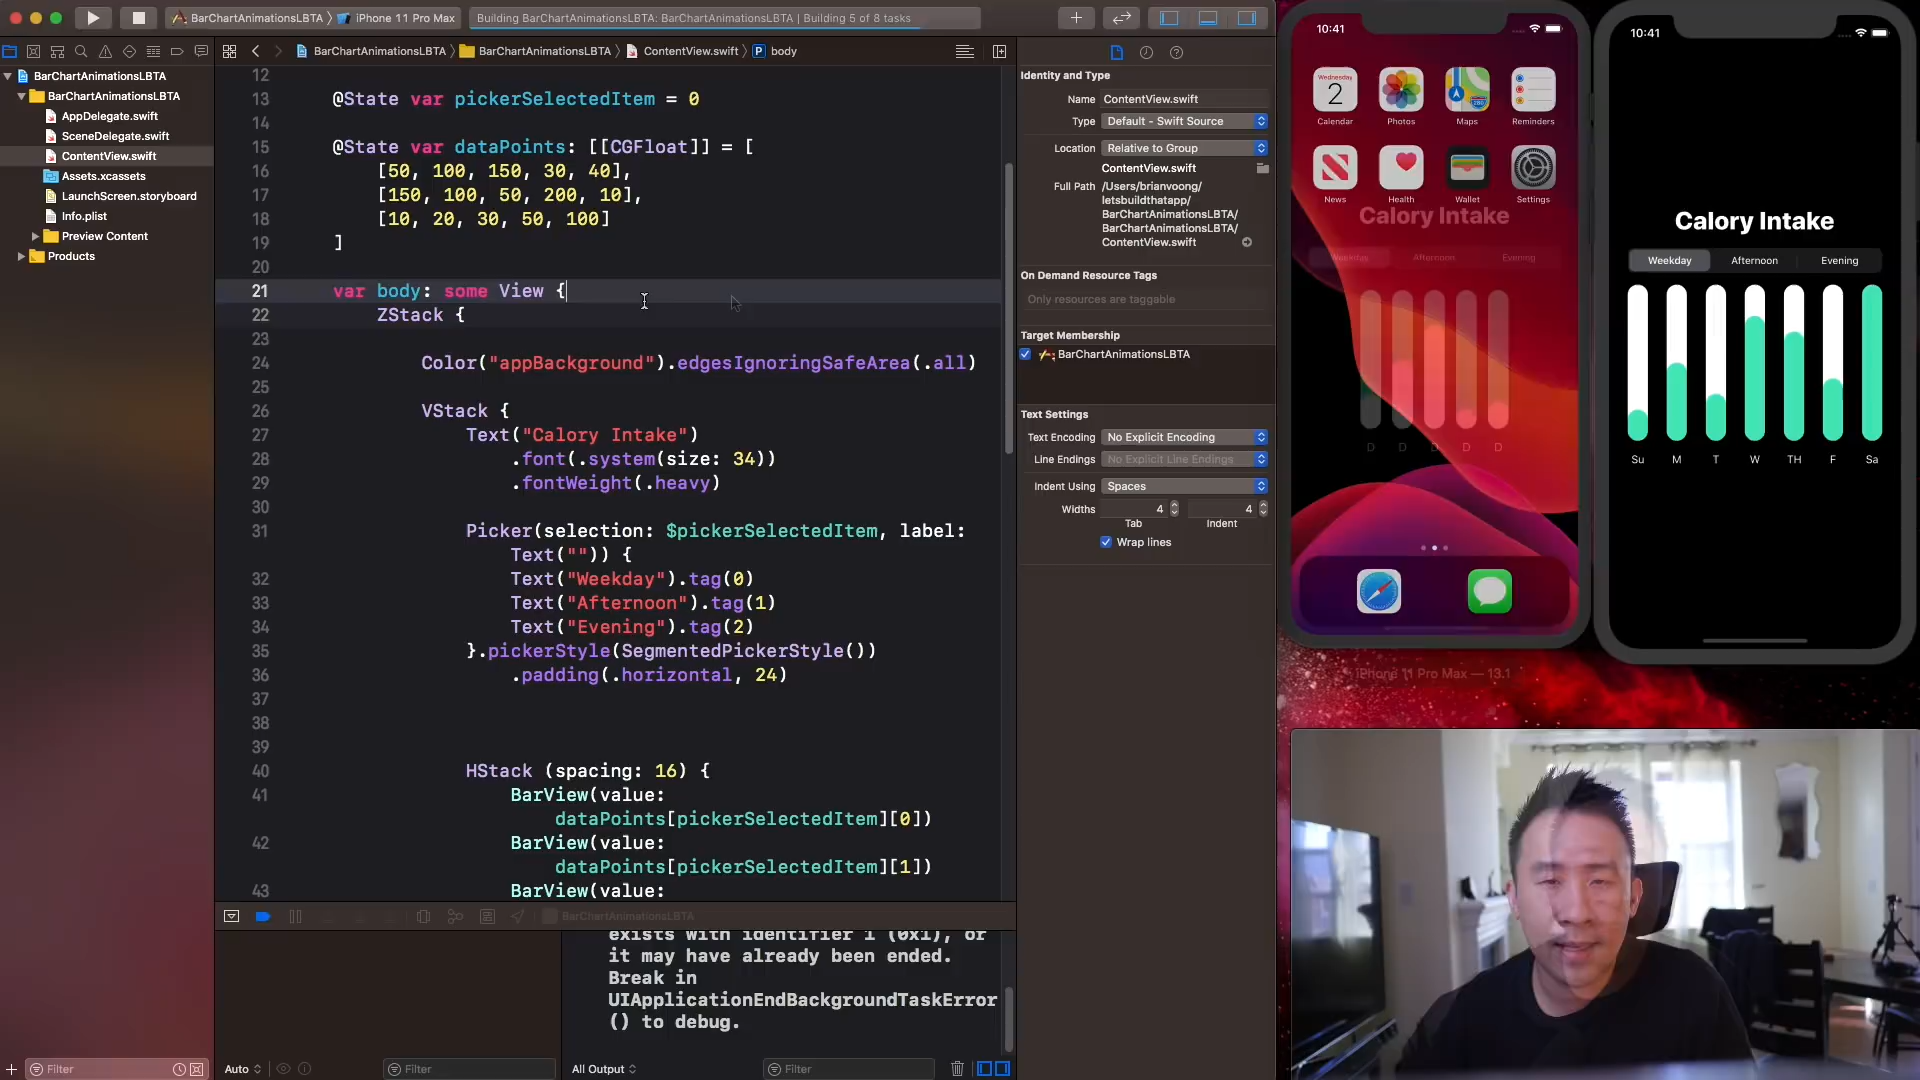 BarChartAnimationsLBTA 〉 iPhone 11 Pro Max
Building BarChartAnimationsLBTA: BarChartAnimationsLBTA | Building 5 of 8 tasks
BarChartAnimationsLBTA 〉 BarChartAnimationsLBTA 〉 ContentView.swift 〉 P body
BarChartAnimationsLBTA
BarChartAnimationsLBTA
AppDelegate.swift
SceneDelegate.swift
ContentView.swift
Assets.xcassets
LaunchScreen.storyboard
Info.plist
Preview Content
Products
Filter
12
13 @State var pickerSelectedItem = 0
14
15 @State var dataPoints: [[CGFloat]] = [
16 [50, 100, 150, 30, 40],
17 [150, 100, 50, 200, 10],
18 [10, 20, 30, 50, 100]
19 ]
20
21 var body: some View {
22 ZStack {
23
24 Color("appBackground").edgesIgnoringSafeArea(.all)
25
26 VStack {
27 Text("Calory Intake")
28 .font(.system(size: 34))
29 .fontWeight(.heavy)
30
31 Picker(selection: $pickerSelectedItem, label:
Text("")) {
32 Text("Weekday").tag(0)
33 Text("Afternoon").tag(1)
34 Text("Evening").tag(2)
35 }.pickerStyle(SegmentedPickerStyle())
36 .padding(.horizontal, 24)
37
38
39
40 HStack (spacing: 16) {
41 BarView(value:
dataPoints[pickerSelectedItem][0])
42 BarView(value:
dataPoints[pickerSelectedItem][1])
43 BarView(value:
BarChartAnimationsLBTA
exists with identifier 1 (0x1), or
it may have already been ended.
Break in
UIApplicationEndBackgroundTaskError
() to debug.
Auto
Filter
All Output
Filter
Identity and Type
Name ContentView.swift
Type Default - Swift Source
Location Relative to Group
ContentView.swift
Full Path /Users/brianvoong/
letsbuildthatapp/
BarChartAnimationsLBTA/
BarChartAnimationsLBTA/
ContentView.swift
On Demand Resource Tags
Only resources are taggable
Target Membership
BarChartAnimationsLBTA
Text Settings
Text Encoding No Explicit Encoding
Line Endings No Explicit Line Endings
Indent Using Spaces
Widths 4 4
Tab Indent
Wrap lines
10:41
Wednesday
2
Calendar Photos Maps Reminders
News Health Wallet Settings
Calory Intake
Weekday Afternoon Evening
D D D D D
iPhone 11 Pro Max — 13.1
10:41
Calory Intake
Weekday Afternoon Evening
Su M T W TH F Sa